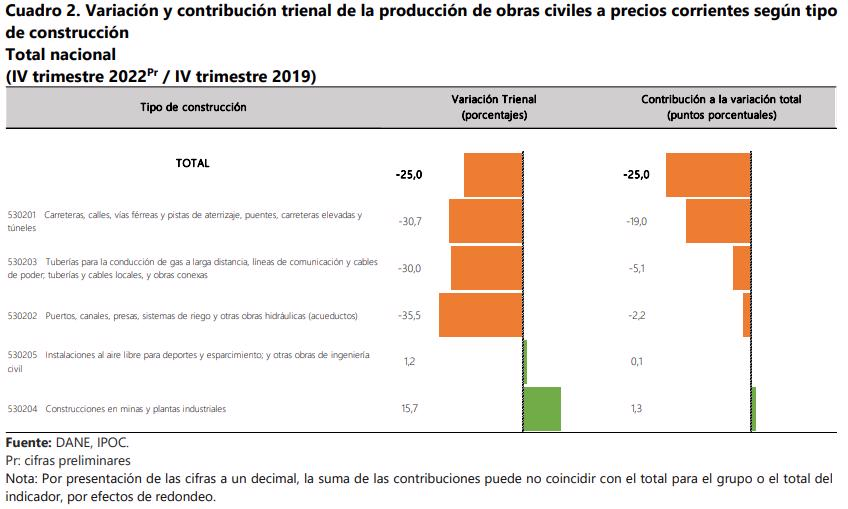 Cuadro 2. Variación y contribución trienal de la producción de obras civiles a precios corrientes según tipo
de construcción
Total nacional
(IV trimestre 2022Pr / IV trimestre 2019)
Tipo de construcción
Variación Trienal
(porcentajes)
Contribución a la variación total
(puntos porcentuales)
TOTAL
-25,0
-25,0
530201 Carreteras, calles, vías férreas y pistas de aterrizaje, puentes, carreteras elevadas y
túneles
-30,7
-19,0
530203 Tuberías para la conducción de gas a larga distancia, líneas de comunicación y cables
de poder; tuberías y cables locales, y obras conexas
-30,0
-5,1
530202 Puertos, canales, presas, sistemas de riego y otras obras hidráulicas (acueductos)
-35,5
-2,2
530205 Instalaciones al aire libre para deportes y esparcimiento; y otras obras de ingeniería
civil
1,2
0,1
530204 Construcciones en minas y plantas industriales
15,7
1,3
Fuente: DANE, IPOC.
Pr: cifras preliminares
Nota: Por presentación de las cifras a un decimal, la suma de las contribuciones puede no coincidir con el total para el grupo o el total del
indicador, por efectos de redondeo.